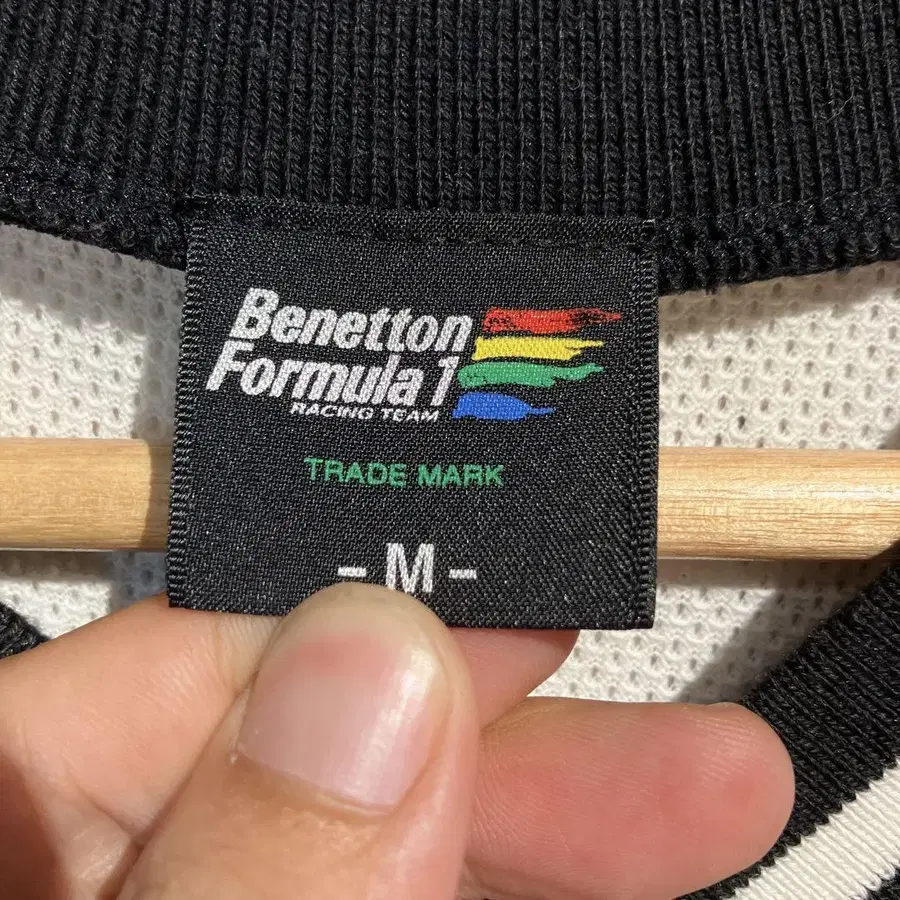 Benetton
Formula 1
RACING TEAM
TRADE MARK
- M -